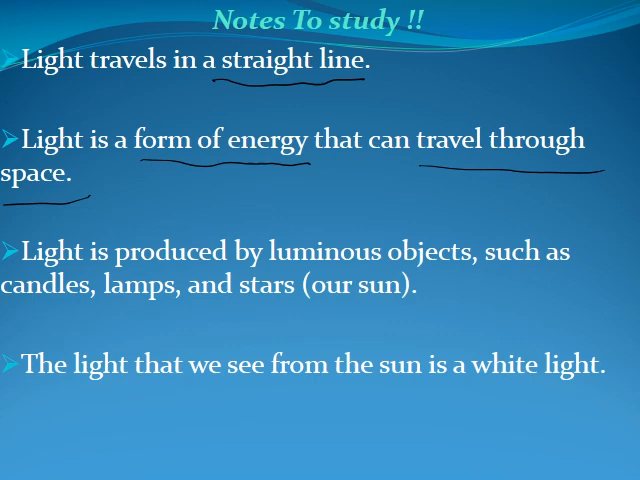 Notes To study !!
Light travels in a straight line.
Light is a form of energy that can travel through
space.
Light is produced by luminous objects, such as
candles, lamps, and stars (our sun).
The light that we see from the sun is a white light.